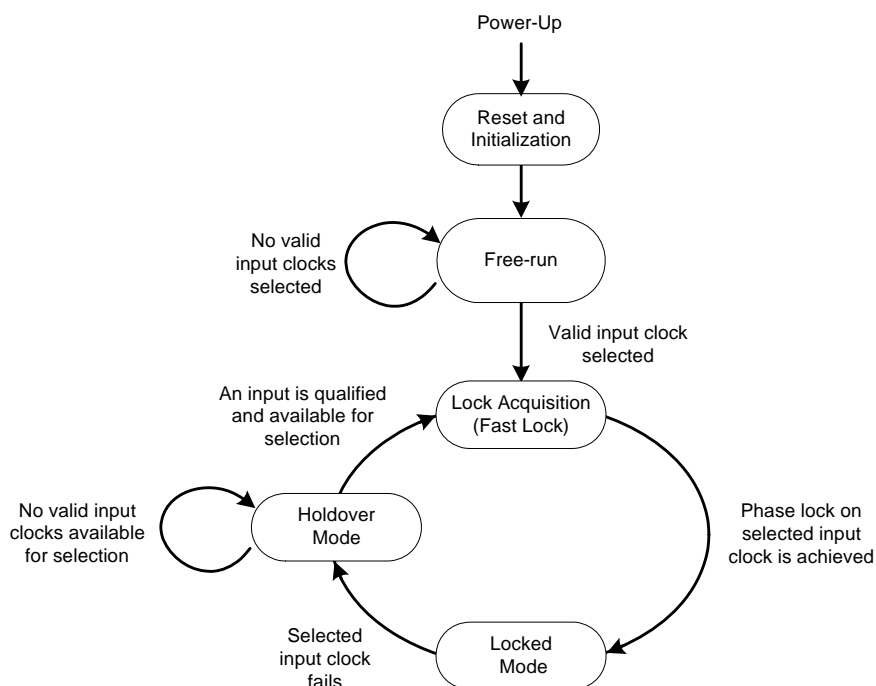 Power-Up
Reset and
Initialization
No valid
input clocks
selected
Free-run
Valid input clock
selected
An input is qualified
and available for
selection
Lock Acquisition
(Fast Lock)
No valid input
clocks available
for selection
Holdover
Mode
Phase lock on
selected input
clock is achieved
Selected
input clock
fails
Locked
Mode